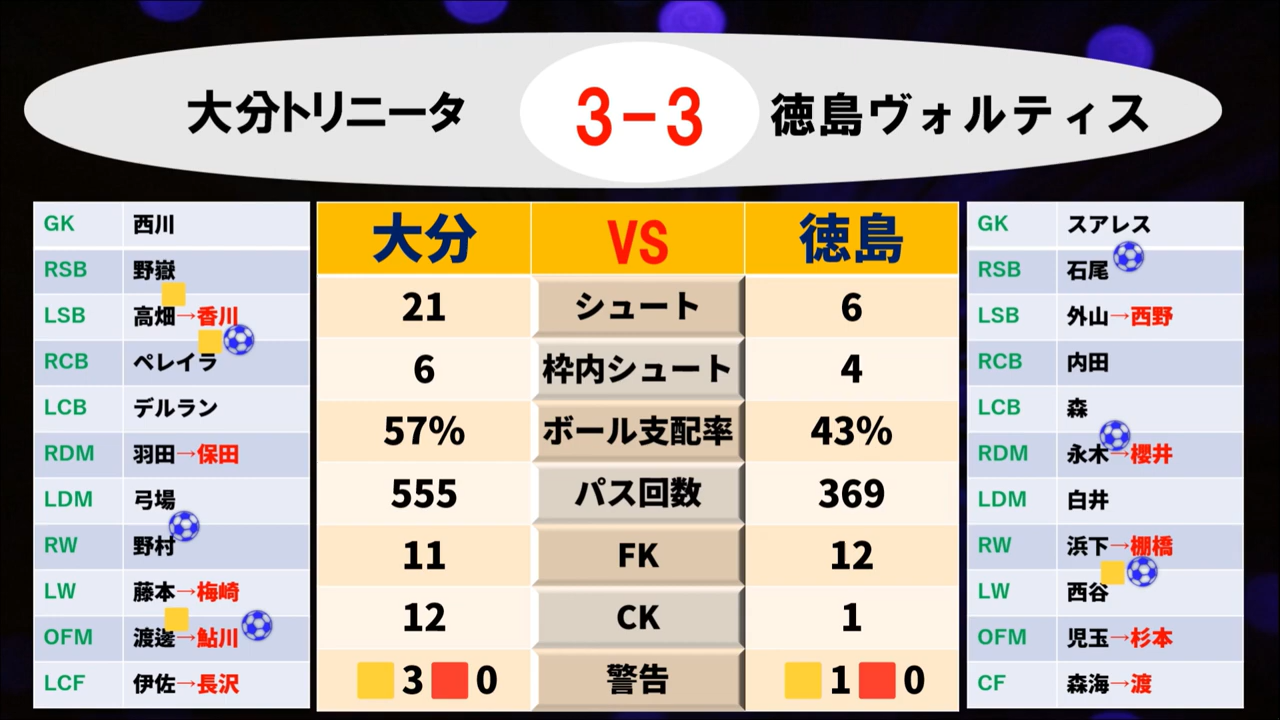 大分トリニータ 3-3 徳島ヴォルティス
GK 西川
RSB 野嶽
LSB 高畑→香川
RCB ペレイラ
LCB デルラン
RDM 羽田→保田
LDM 弓場
RW 野村
LW 藤本→梅崎
OFM 渡邉→鮎川
LCF 伊佐→長沢
大分 VS 徳島
21 シュート 6
6 枠内シュート 4
57% ボール支配率 43%
555 パス回数 369
11 FK 12
12 CK 1
3 0 警告 1 0
GK スアレス
RSB 石尾
LSB 外山→西野
RCB 内田
LCB 森
RDM 永木→櫻井
LDM 白井
RW 浜下→棚橋
LW 西谷
OFM 児玉→杉本
CF 森海→渡